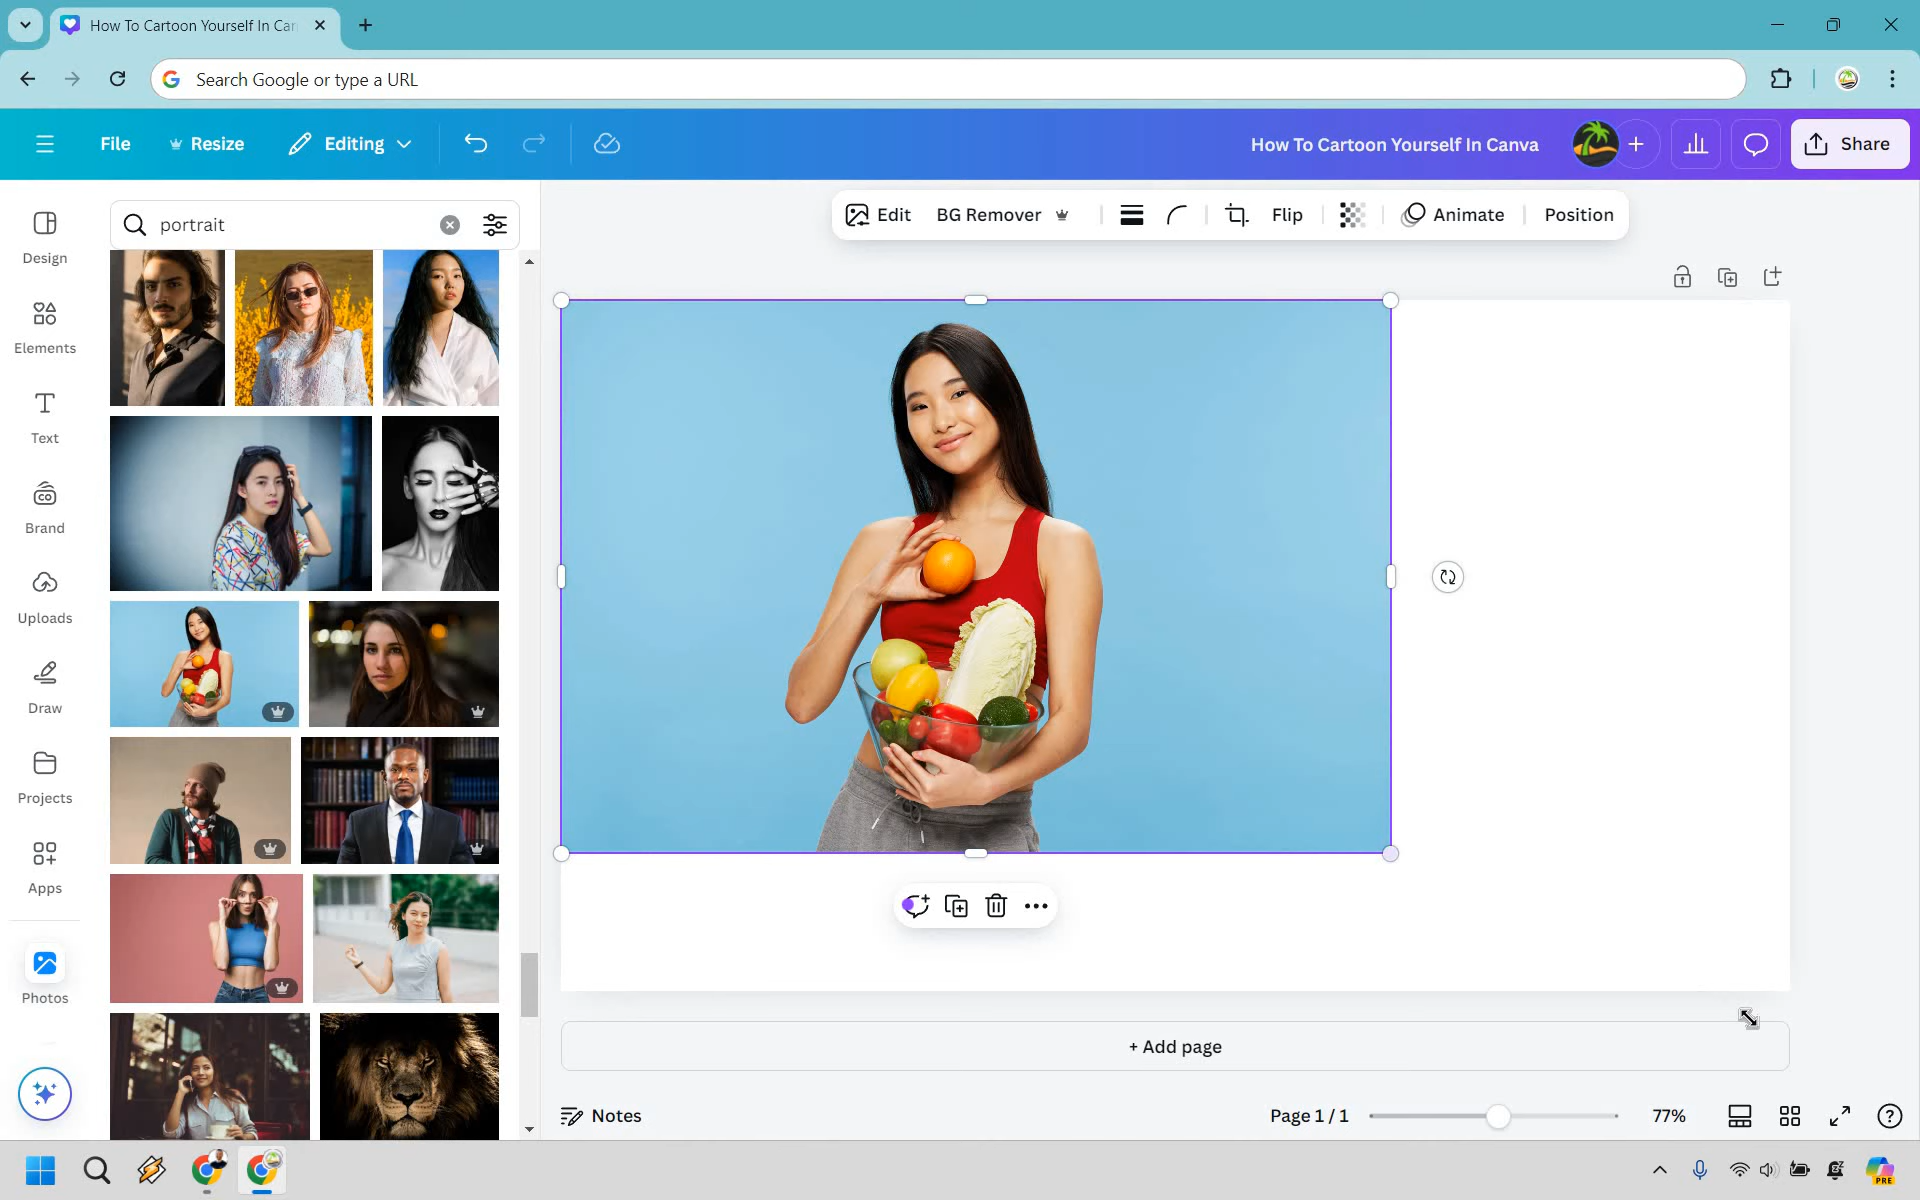 How To Cartoon Yourself In Can
Search Google or type a URL
File
Resize
Editing
How To Cartoon Yourself In Canva
Share
portrait
Edit
BG Remover
Flip
Animate
Position
Design
Elements
Text
Brand
Uploads
Draw
Projects
Apps
Photos
+ Add page
Notes
Page 1 / 1
77%
PRE